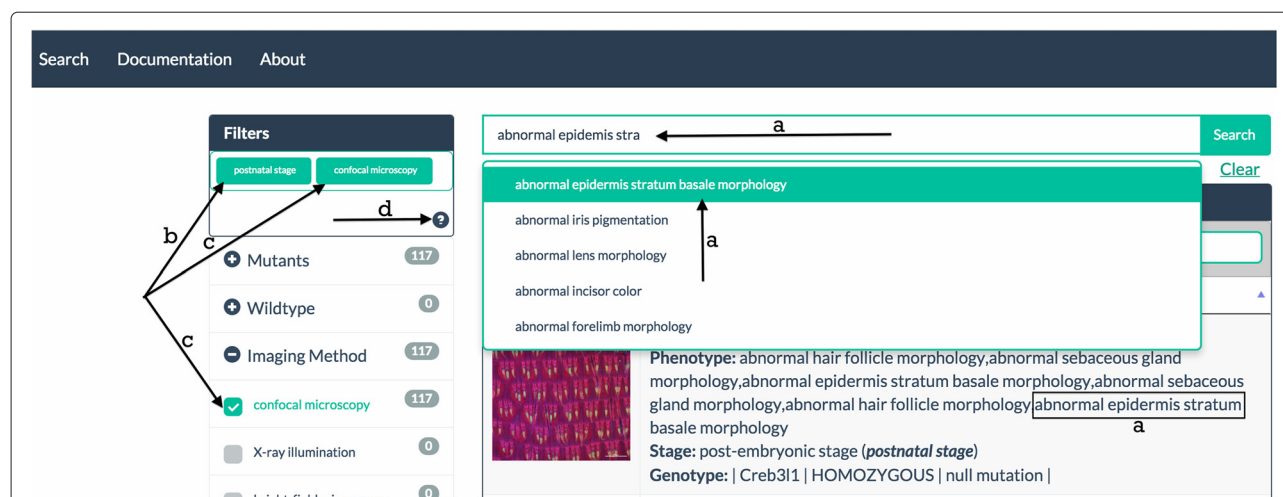 Search Documentation About
Filters
postnatal stage confocal microscopy
d
?
b
c
Mutants 117
Wildtype 0
c
Imaging Method 117
confocal microscopy 117
X-ray illumination 0
0
abnormal epidemis stra a Search
Clear
abnormal epidermis stratum basale morphology
abnormal iris pigmentation
a
abnormal lens morphology
abnormal incisor color
abnormal forelimb morphology
Phenotype: abnormal hair follicle morphology,abnormal sebaceous gland
morphology,abnormal epidermis stratum basale morphology,abnormal sebaceous
gland morphology,abnormal hair follicle morphology,abnormal epidermis stratum
basale morphology
a
Stage: post-embryonic stage (postnatal stage)
Genotype: | Creb3l1 | HOMOZYGOUS | null mutation |